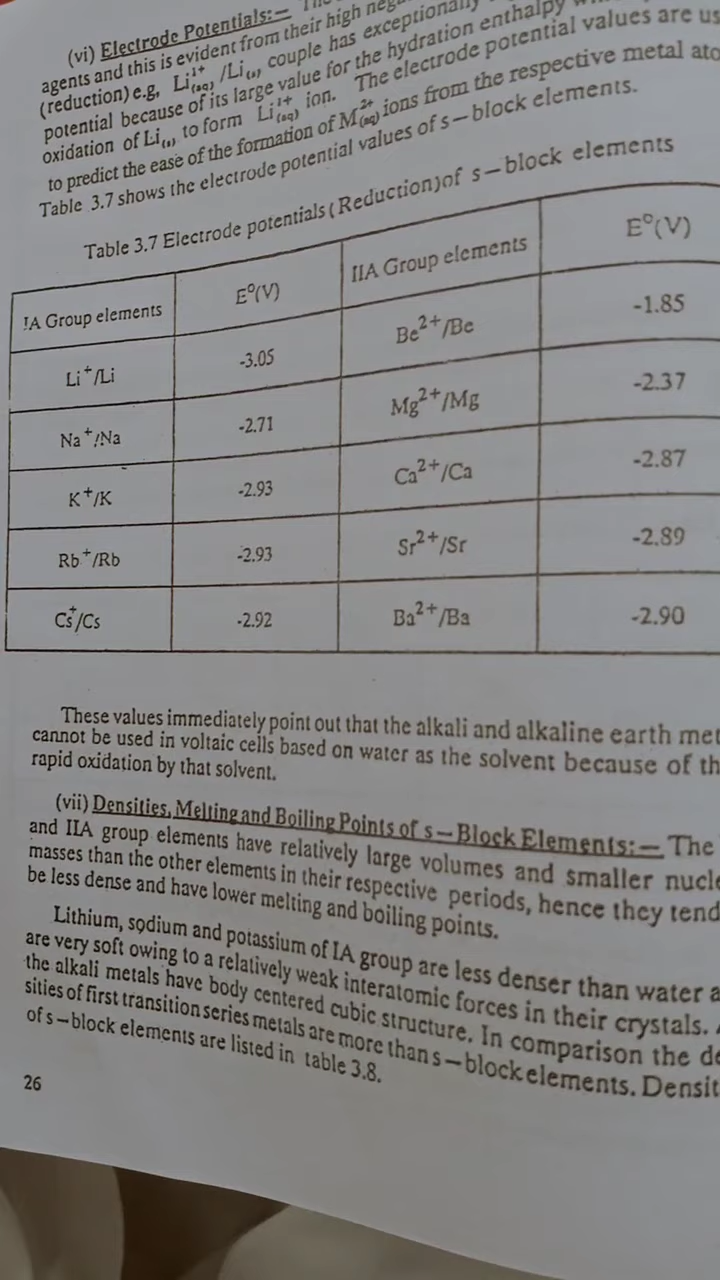 (vi) Electrode Potentials:—
agents and this is evident from their high
(reduction) e.g, Li¹⁺(aq) /Li(s) couple has exceptionally
potential because of its large value for the hydration enthalpy
oxidation of Li(s) to form Li¹⁺(aq) ion. The electrode potential values are
to predict the ease of the formation of M²⁺(aq) ions from the respective metal
Table 3.7 shows the electrode potential values of s—block elements.
Table 3.7 Electrode potentials (Reduction) of s—block elements
IA Group elements E°(V) IIA Group elements E°(V)
Li⁺/Li -3.05 Be²⁺/Be -1.85
Na⁺/Na -2.71 Mg²⁺/Mg -2.37
K⁺/K -2.93 Ca²⁺/Ca -2.87
Rb⁺/Rb -2.93 Sr²⁺/Sr -2.89
Cs⁺/Cs -2.92 Ba²⁺/Ba -2.90
These values immediately point out that the alkali and alkaline earth
cannot be used in voltaic cells based on water as the solvent because of
rapid oxidation by that solvent.
(vii) Densities, Melting and Boiling Points of s—Block Elements:— The
and IIA group elements have relatively large volumes and smaller
masses than the other elements in their respective periods, hence they tend
be less dense and have lower melting and boiling points.
Lithium, sodium and potassium of IA group are less denser than water
are very soft owing to a relatively weak interatomic forces in their crystals.
the alkali metals have body centered cubic structure. In comparison the
sities of first transition series metals are more than s—block elements.
of s—block elements are listed in table 3.8.
26